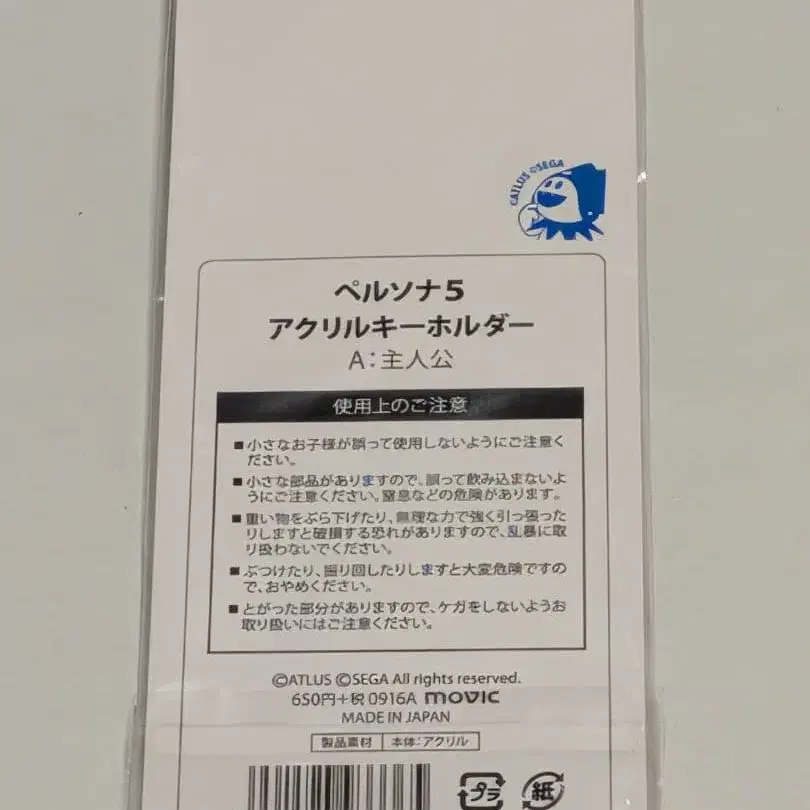 ©ATLUS ©SEGA
ペルソナ5
アクリルキーホルダー
A:主人公
使用上のご注意
■小さなお子様が誤って使用しないようにご注意く
ださい。
■小さな部品がありますので、誤って飲み込まないよ
うにご注意ください。窒息などの危険があります。
■重い物をぶら下げたり、無理な力で強く引っ張った
りしますと破損する恐れがありますので、乱暴に取
り扱わないでください。
■ぶつけたり、振り回したりしますと大変危険ですの
で、おやめください。
■とがった部分がありますので、ケガをしないようお
取り扱いにはご注意ください。
©ATLUS ©SEGA All rights reserved.
650円+税 0916A movic
MADE IN JAPAN
製品素材 本体:アクリル
プラ 紙